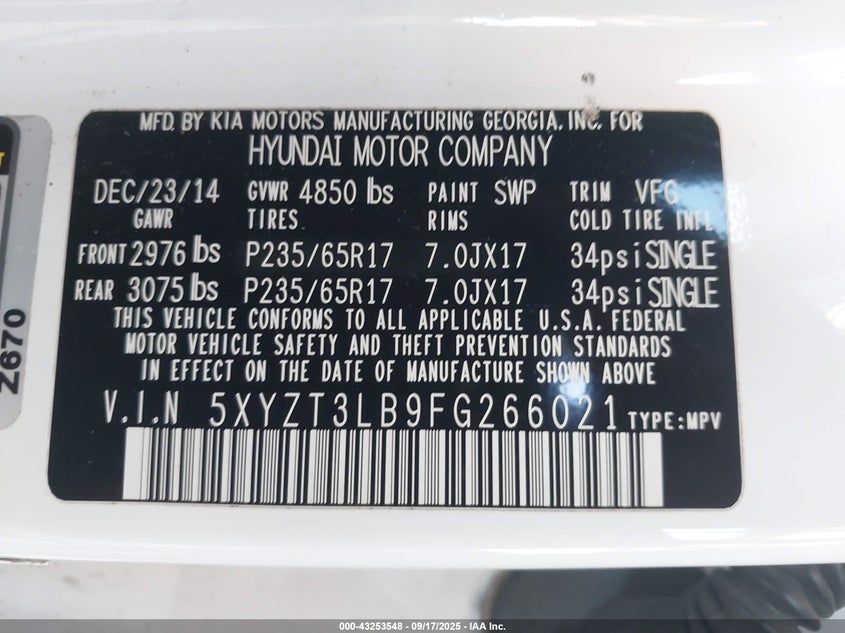 MFD. BY KIA MOTORS MANUFACTURING GEORGIA, INC. FOR
HYUNDAI MOTOR COMPANY
DEC/23/14 GVWR 4850 lbs PAINT SWP TRIM VFG
GAWR TIRES RIMS COLD TIRE INFL
FRONT 2976 lbs P235/65R17 7.0JX17 34psi SINGLE
REAR 3075 lbs P235/65R17 7.0JX17 34psi SINGLE
THIS VEHICLE CONFORMS TO ALL APPLICABLE U.S.A. FEDERAL
MOTOR VEHICLE SAFETY AND THEFT PREVENTION STANDARDS
IN EFFECT ON THE DATE OF MANUFACTURE SHOWN ABOVE
V.I.N 5XYZT3LB9FG266021 TYPE:MPV
Z670
000-43253548 - 09/17/2025 - IAA Inc.